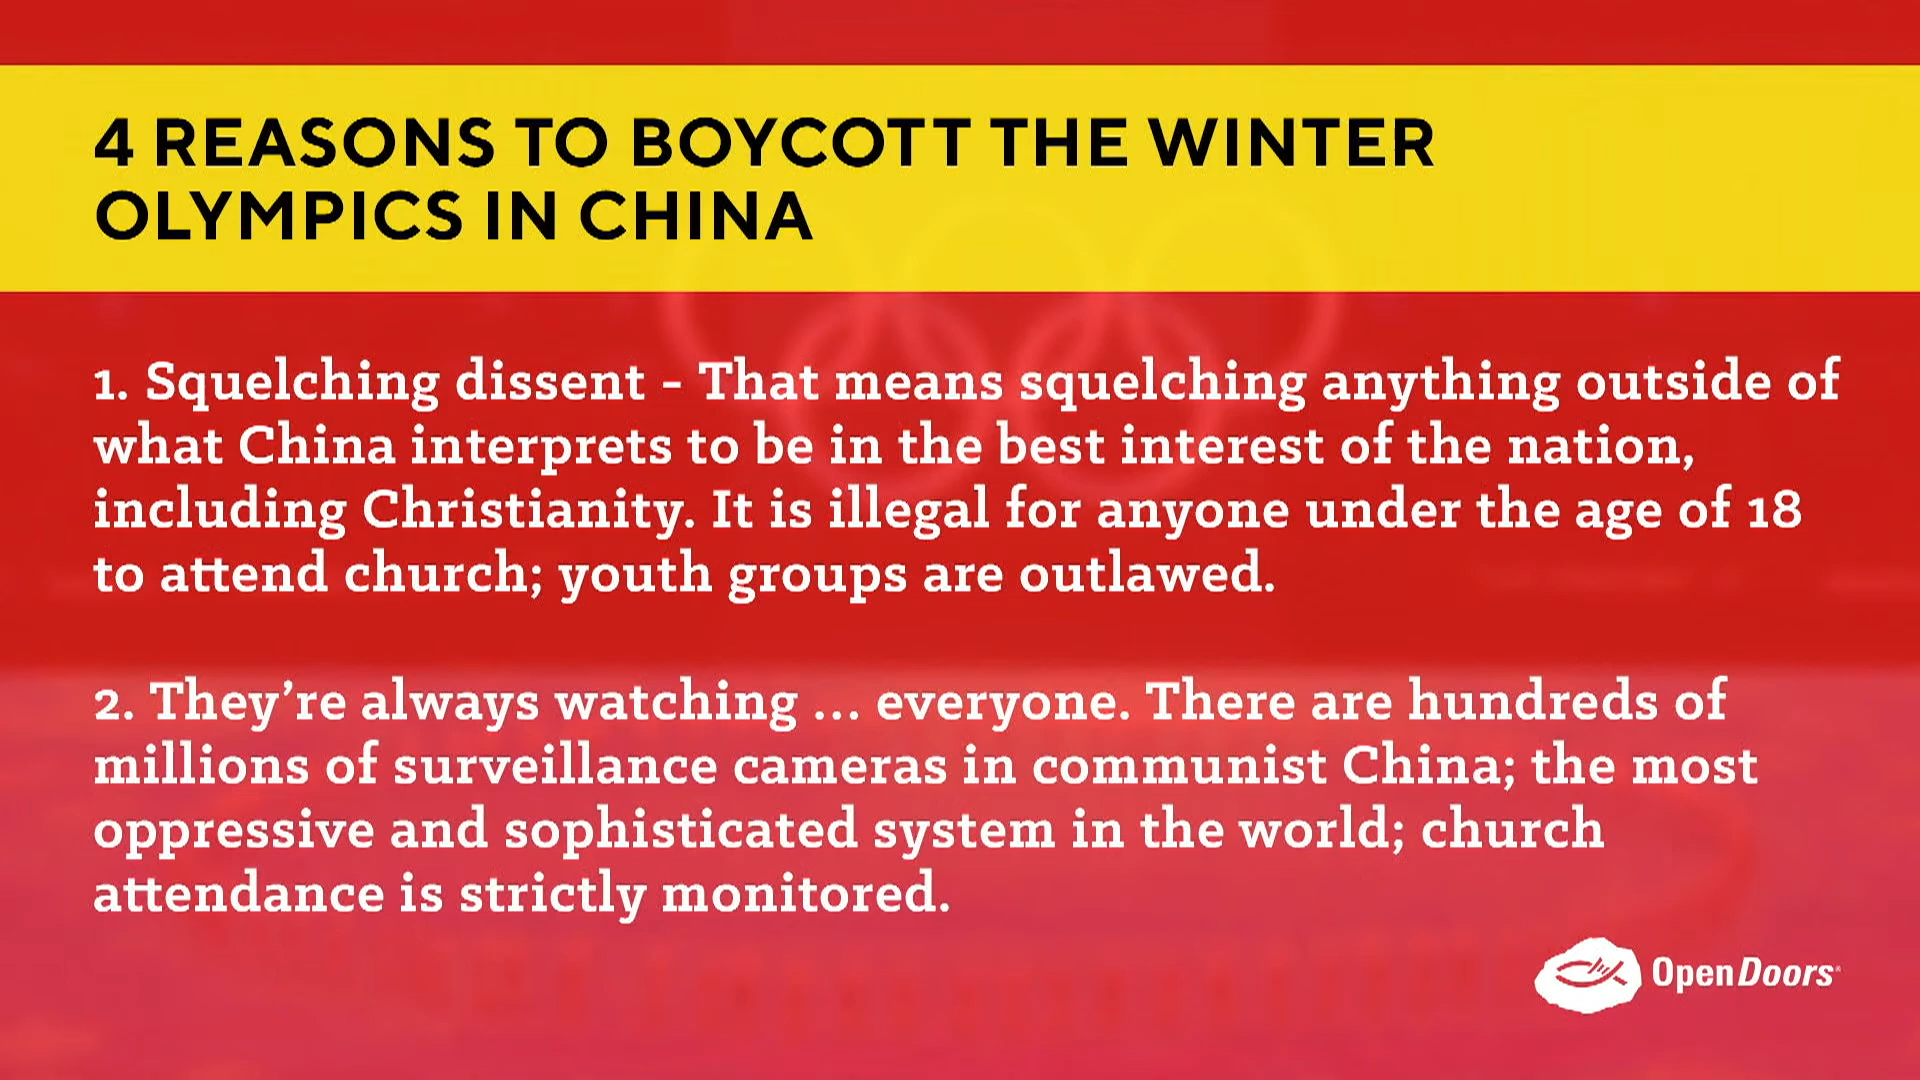 4 REASONS TO BOYCOTT THE WINTER
OLYMPICS IN CHINA
1. Squelching dissent - That means squelching anything outside of
what China interprets to be in the best interest of the nation,
including Christianity. It is illegal for anyone under the age of 18
to attend church; youth groups are outlawed.
2. They're always watching ... everyone. There are hundreds of
millions of surveillance cameras in communist China; the most
oppressive and sophisticated system in the world; church
attendance is strictly monitored.
OpenDoors®